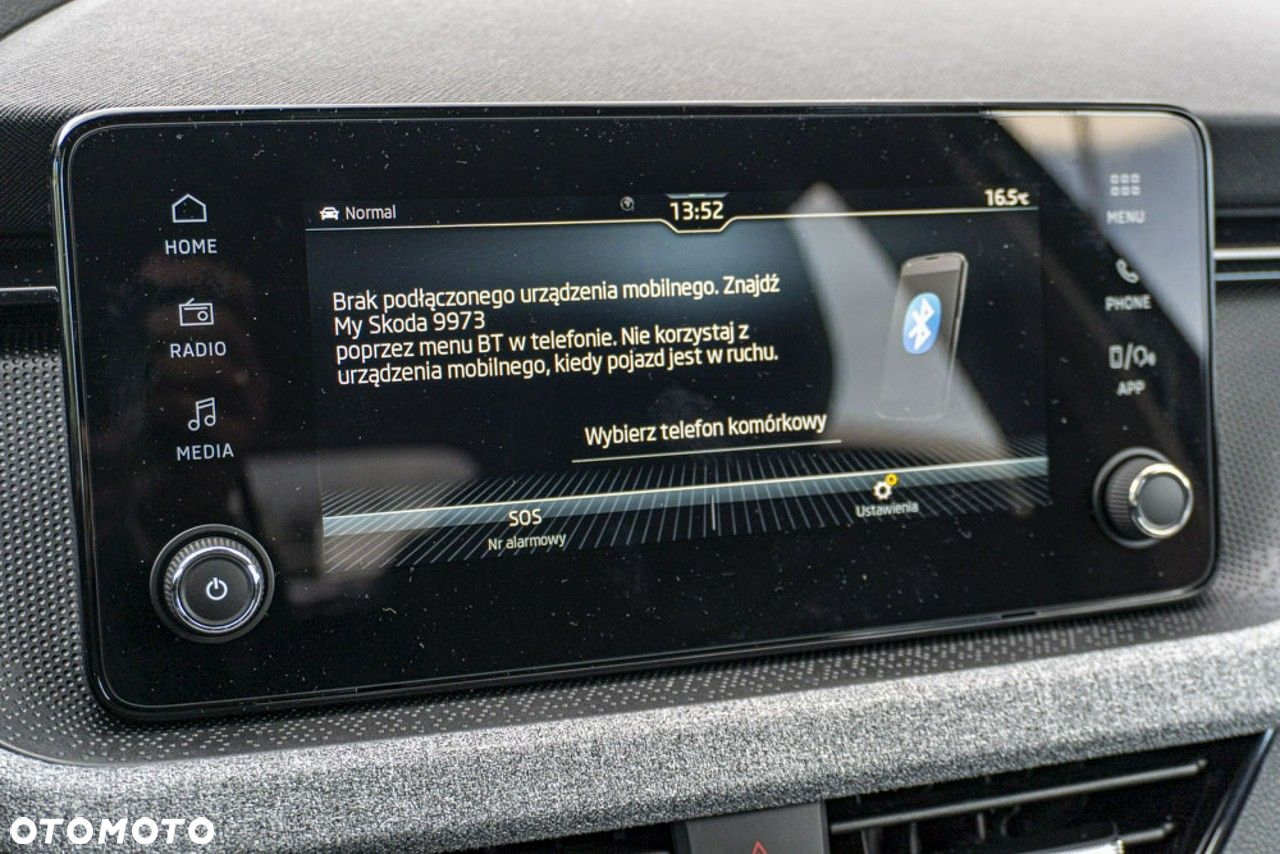 HOME
RADIO
MEDIA
Normal
13:52
16.5°C
Brak podłączonego urządzenia mobilnego. Znajdź
My Skoda 9973
poprzez menu BT w telefonie. Nie korzystaj z
urządzenia mobilnego, kiedy pojazd jest w ruchu.
Wybierz telefon komórkowy
SOS
Nr alarmowy
Ustawienia
MENU
PHONE
APP
OTOMOTO